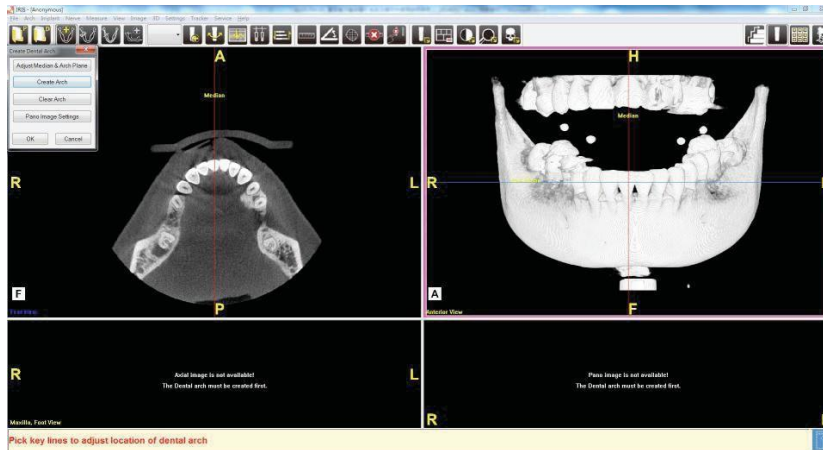 File Arch Implant Nerve Measure View Image 3D Settings Tracker Service Help
Create Dental Arch
Adjust Median & Arch Plane
Create Arch
Clear Arch
Pano Image Settings
OK Cancel
A
Median
R
L
F
P
H
Median
R
A
F
Anterior View
R
L
Axial image is not available!
The Dental arch must be created first.
Maxilla, Foot View
Pano image is not available!
The Dental arch must be created first.
R
Pick key lines to adjust location of dental arch